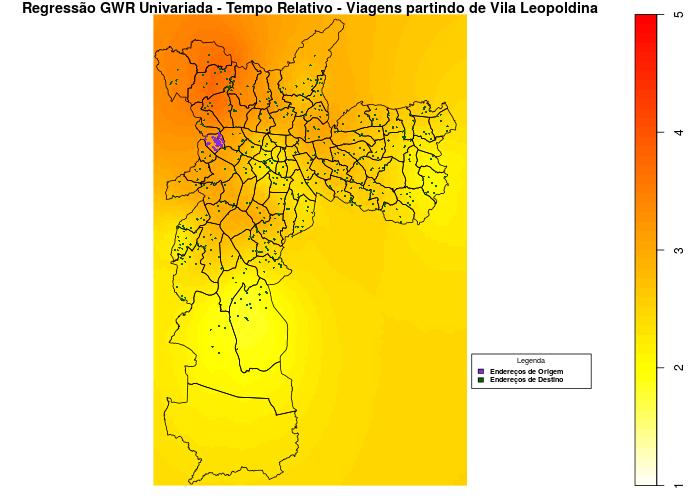 Regressão GWR Univariada - Tempo Relativo - Viagens partindo de Vila Leopoldina
5
4
3
2
1
Legenda
Endereços de Origem
Endereços de Destino